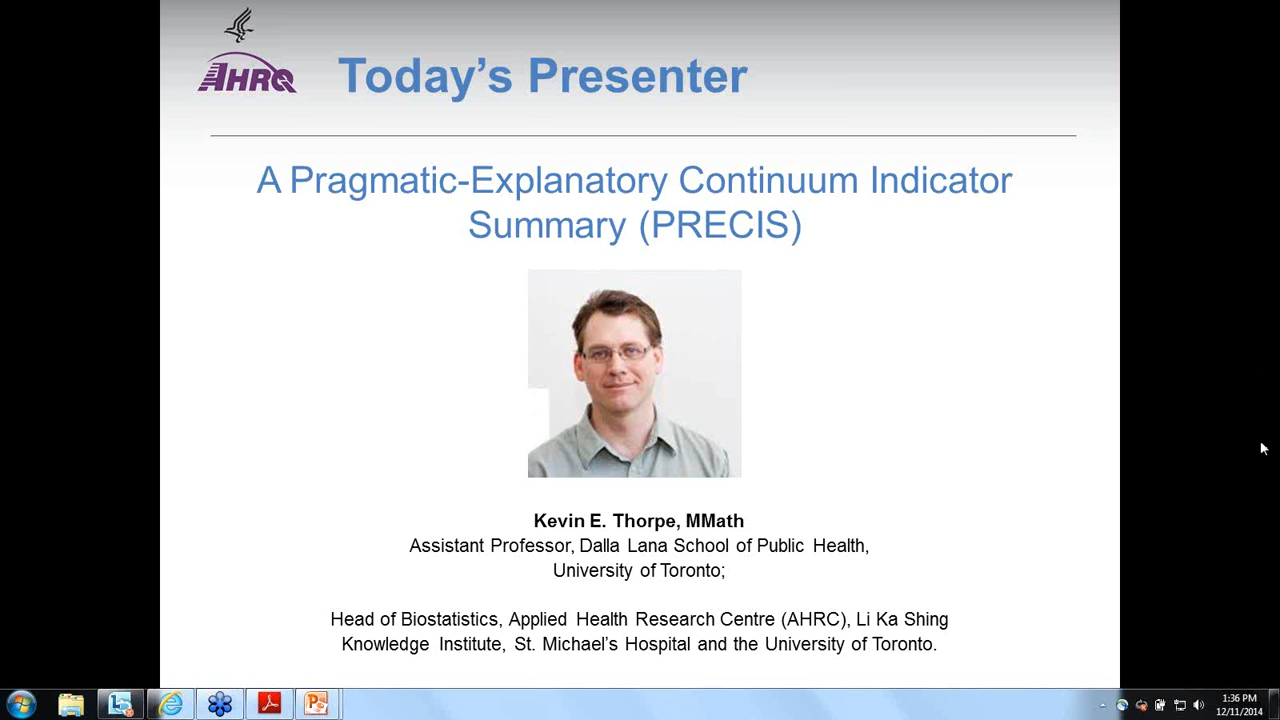 AHRQ
Today's Presenter
A Pragmatic-Explanatory Continuum Indicator
Summary (PRECIS)
Kevin E. Thorpe, MMath
Assistant Professor, Dalla Lana School of Public Health,
University of Toronto;
Head of Biostatistics, Applied Health Research Centre (AHRC), Li Ka Shing
Knowledge Institute, St. Michael's Hospital and the University of Toronto.
1:36 PM
12/11/2014